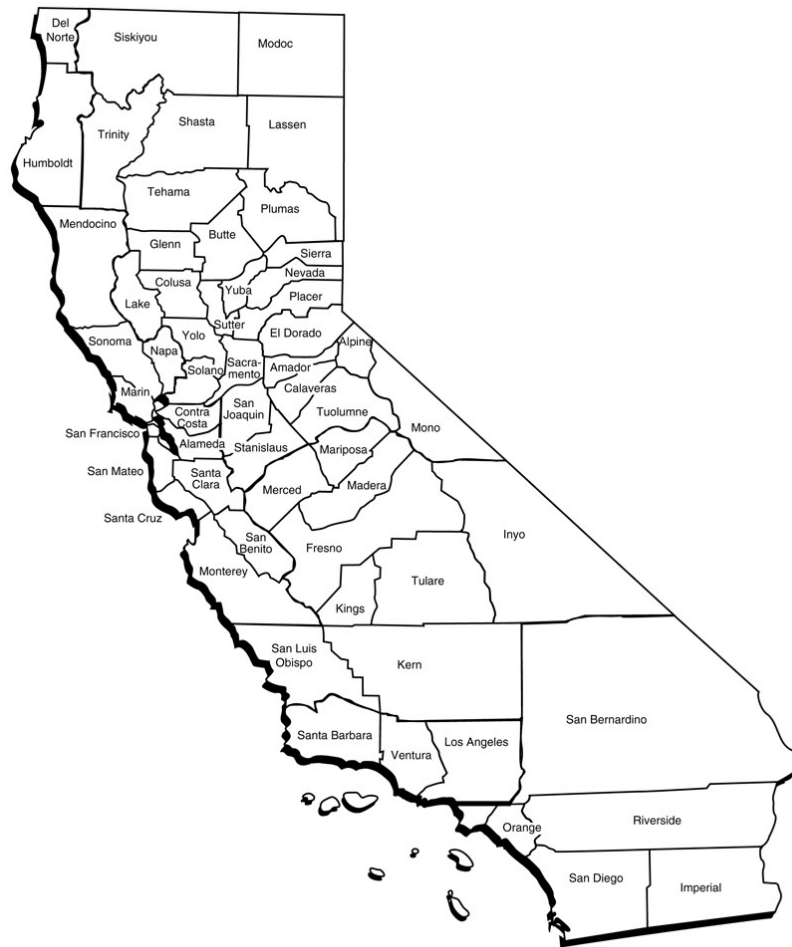 Del
Norte
Siskiyou
Modoc
Shasta
Lassen
Trinity
Humboldt
Tehama
Plumas
Mendocino
Butte
Glenn
Sierra
Nevada
Colusa
Yuba
Placer
Lake
Sutter
El Dorado
Yolo
Sonoma
Alpine
Napa
Sacra-
mento
Solano
Amador
Calaveras
Marin
San
Joaquin
Contra
Costa
Tuolumne
Mono
San Francisco
Alameda
Stanislaus
Mariposa
San Mateo
Santa
Clara
Merced
Madera
Santa Cruz
Inyo
San
Benito
Fresno
Monterey
Tulare
Kings
San Luis
Obispo
Kern
San Bernardino
Santa Barbara
Los Angeles
Ventura
Orange
Riverside
San Diego
Imperial